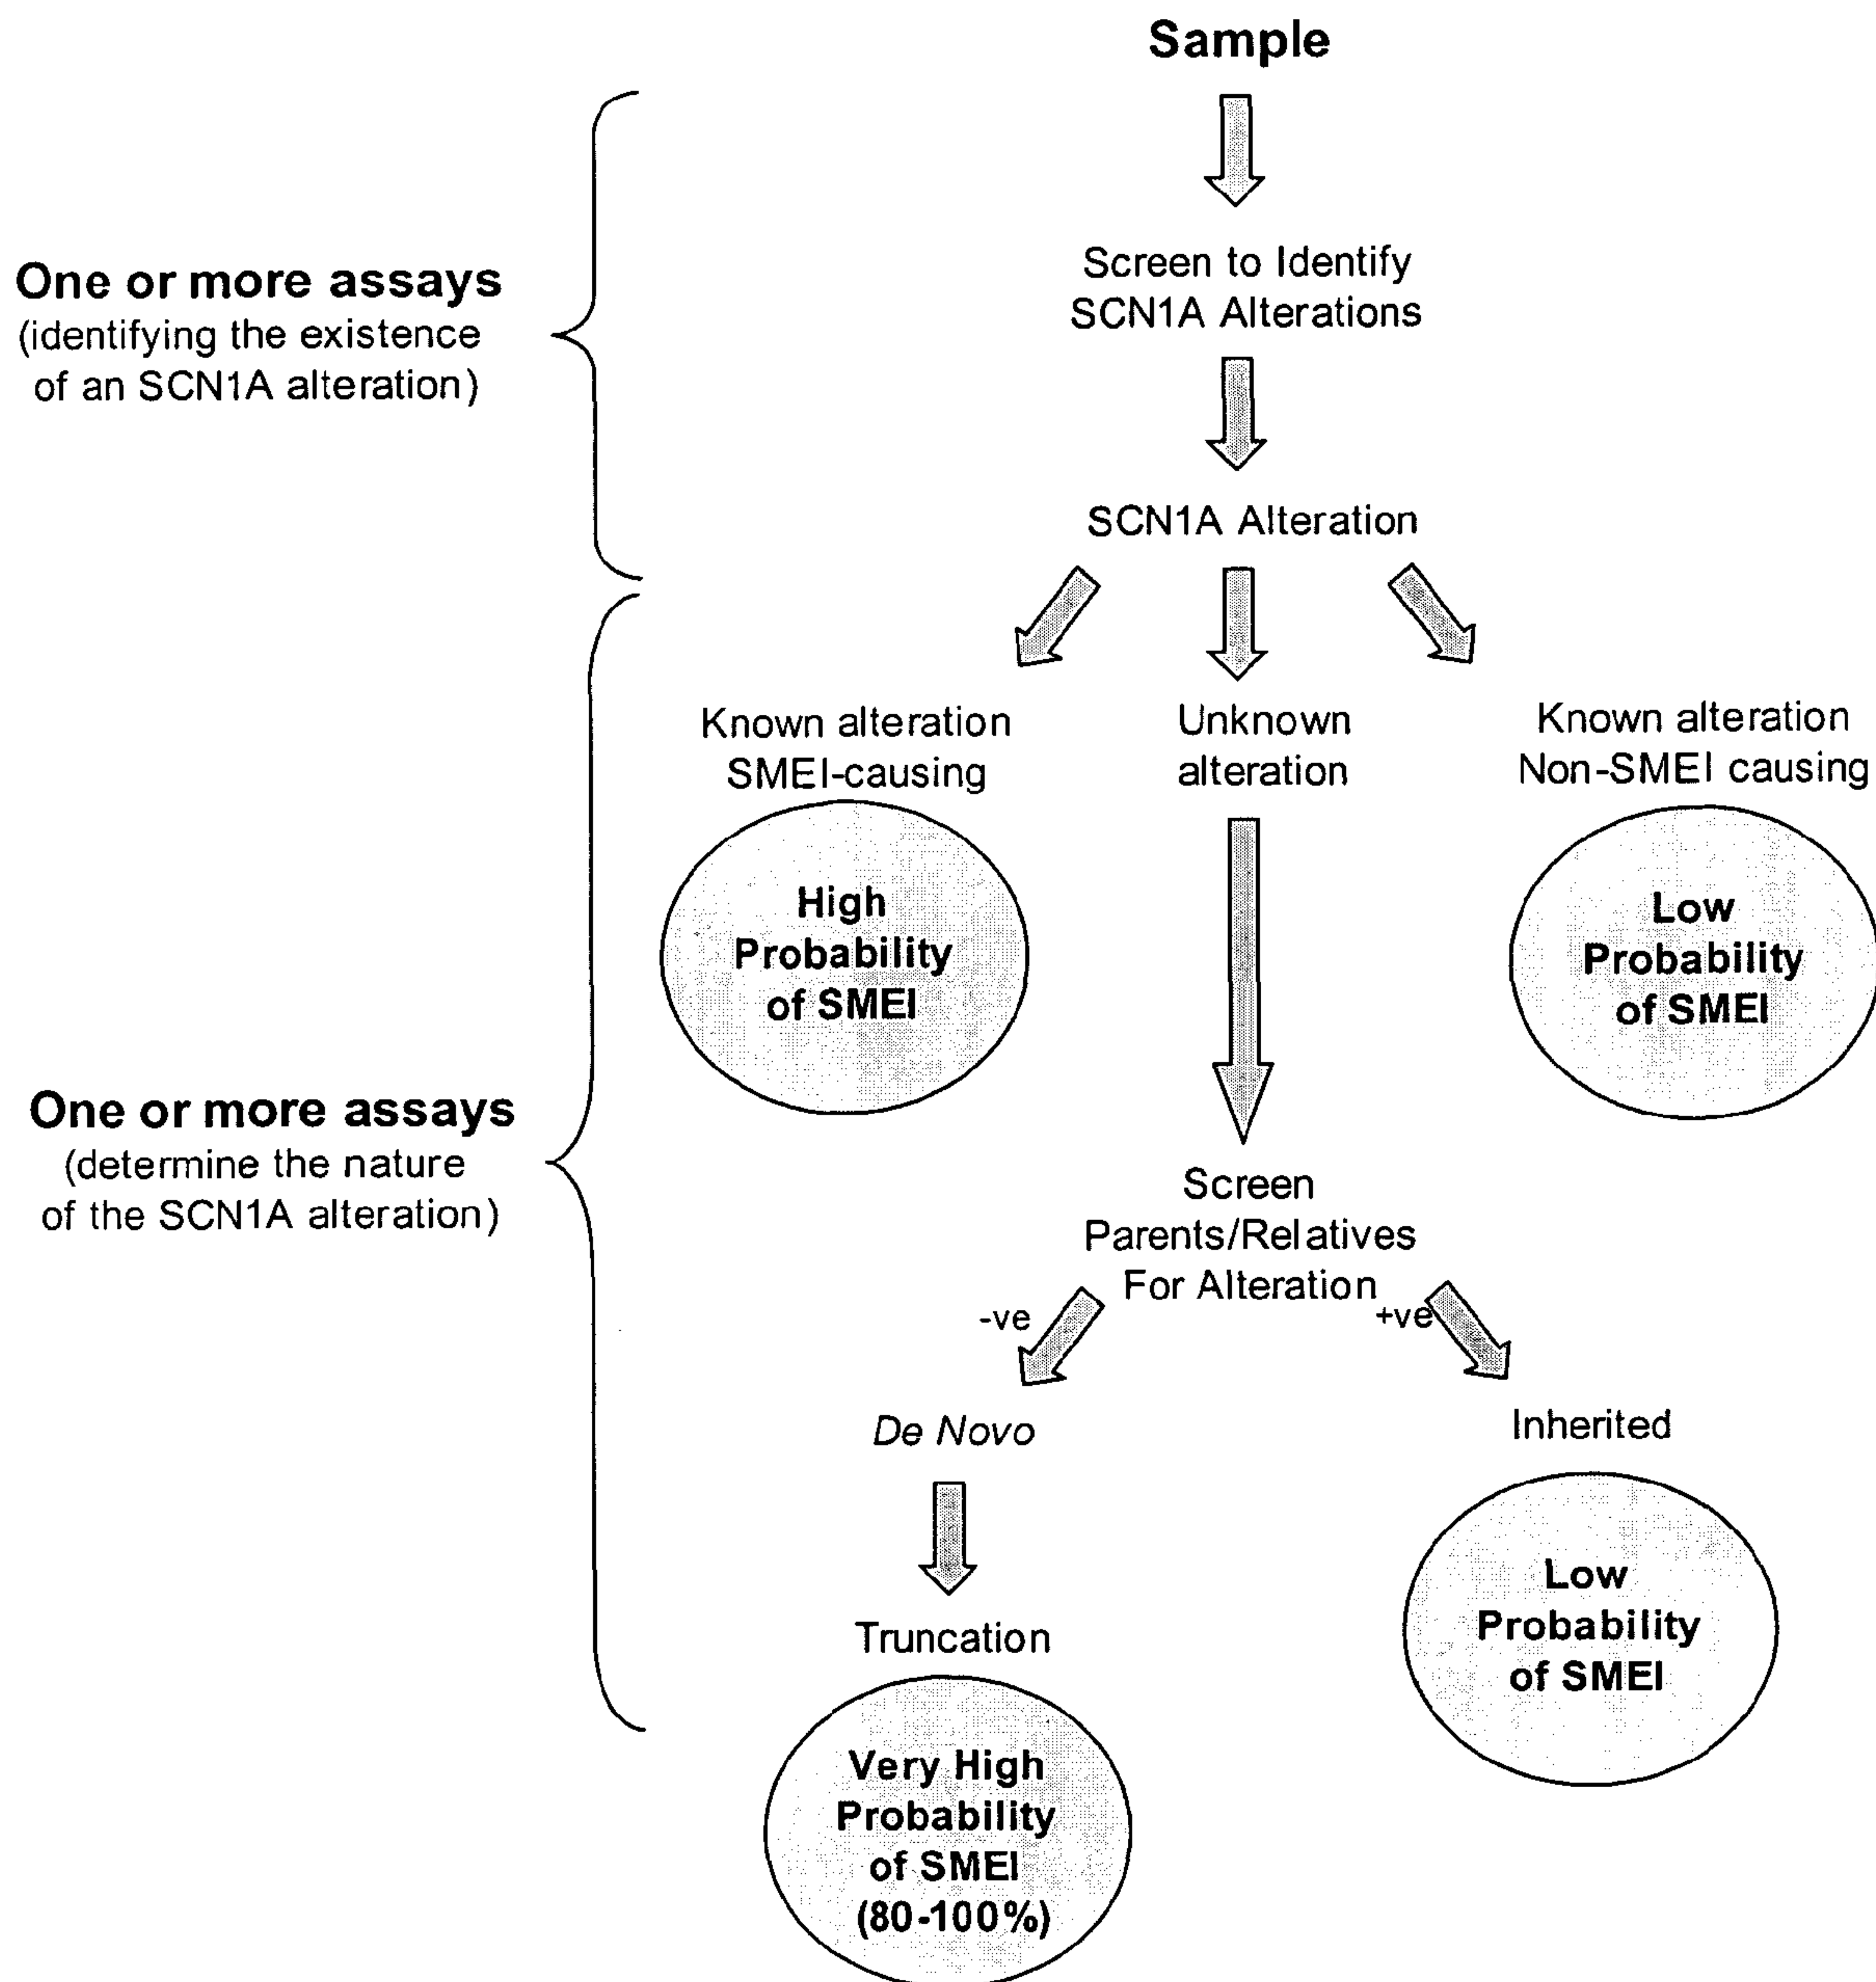 Sample
One or more assays
(identifying the existence
of an SCN1A alteration)
Screen to Identify
SCN1A Alterations
SCN1A Alteration
Known alteration
SMEI-causing
Unknown
alteration
Known alteration
Non-SMEI causing
High
Probability
of SMEI
Low
Probability
of SMEI
One or more assays
(determine the nature
of the SCN1A alteration)
Screen
Parents/Relatives
For Alteration
-ve
+ve
De Novo
Inherited
Truncation
Low
Probability
of SMEI
Very High
Probability
of SMEI
(80-100%)